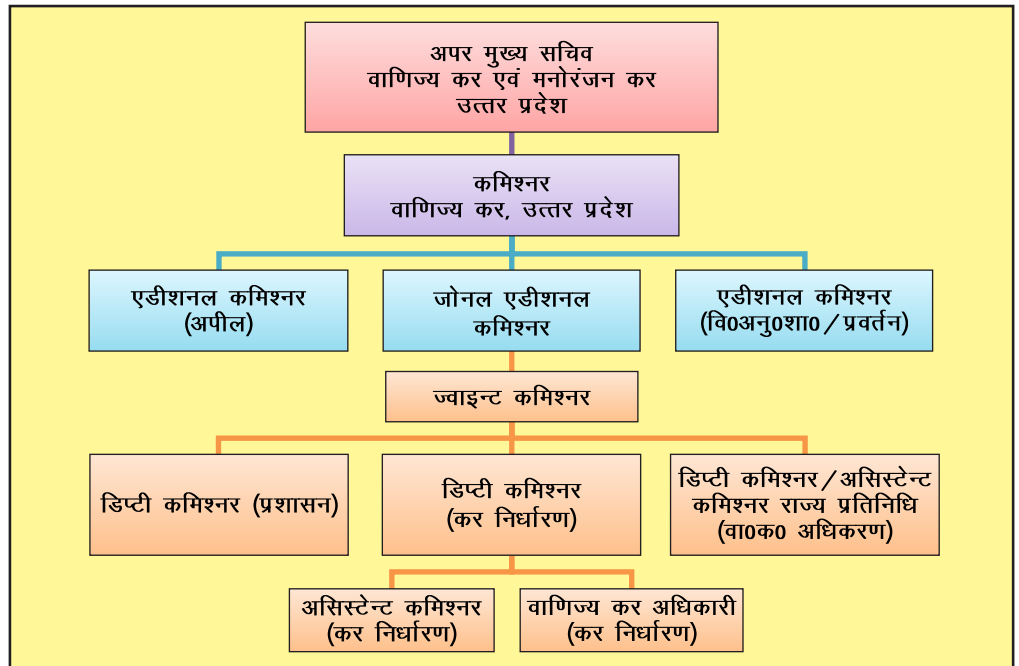 अपर मुख्य सचिव
वाणिज्य कर एवं मनोरंजन कर
उत्तर प्रदेश
कमिश्नर
वाणिज्य कर, उत्तर प्रदेश
एडीशनल कमिश्नर
(अपील)
जोनल एडीशनल
कमिश्नर
एडीशनल कमिश्नर
(वि0अनु0शा0/प्रवर्तन)
ज्वाइन्ट कमिश्नर
डिप्टी कमिश्नर (प्रशासन)
डिप्टी कमिश्नर
(कर निर्धारण)
डिप्टी कमिश्नर/असिस्टेन्ट
कमिश्नर राज्य प्रतिनिधि
(वा0क0 अधिकरण)
असिस्टेन्ट कमिश्नर
(कर निर्धारण)
वाणिज्य कर अधिकारी
(कर निर्धारण)